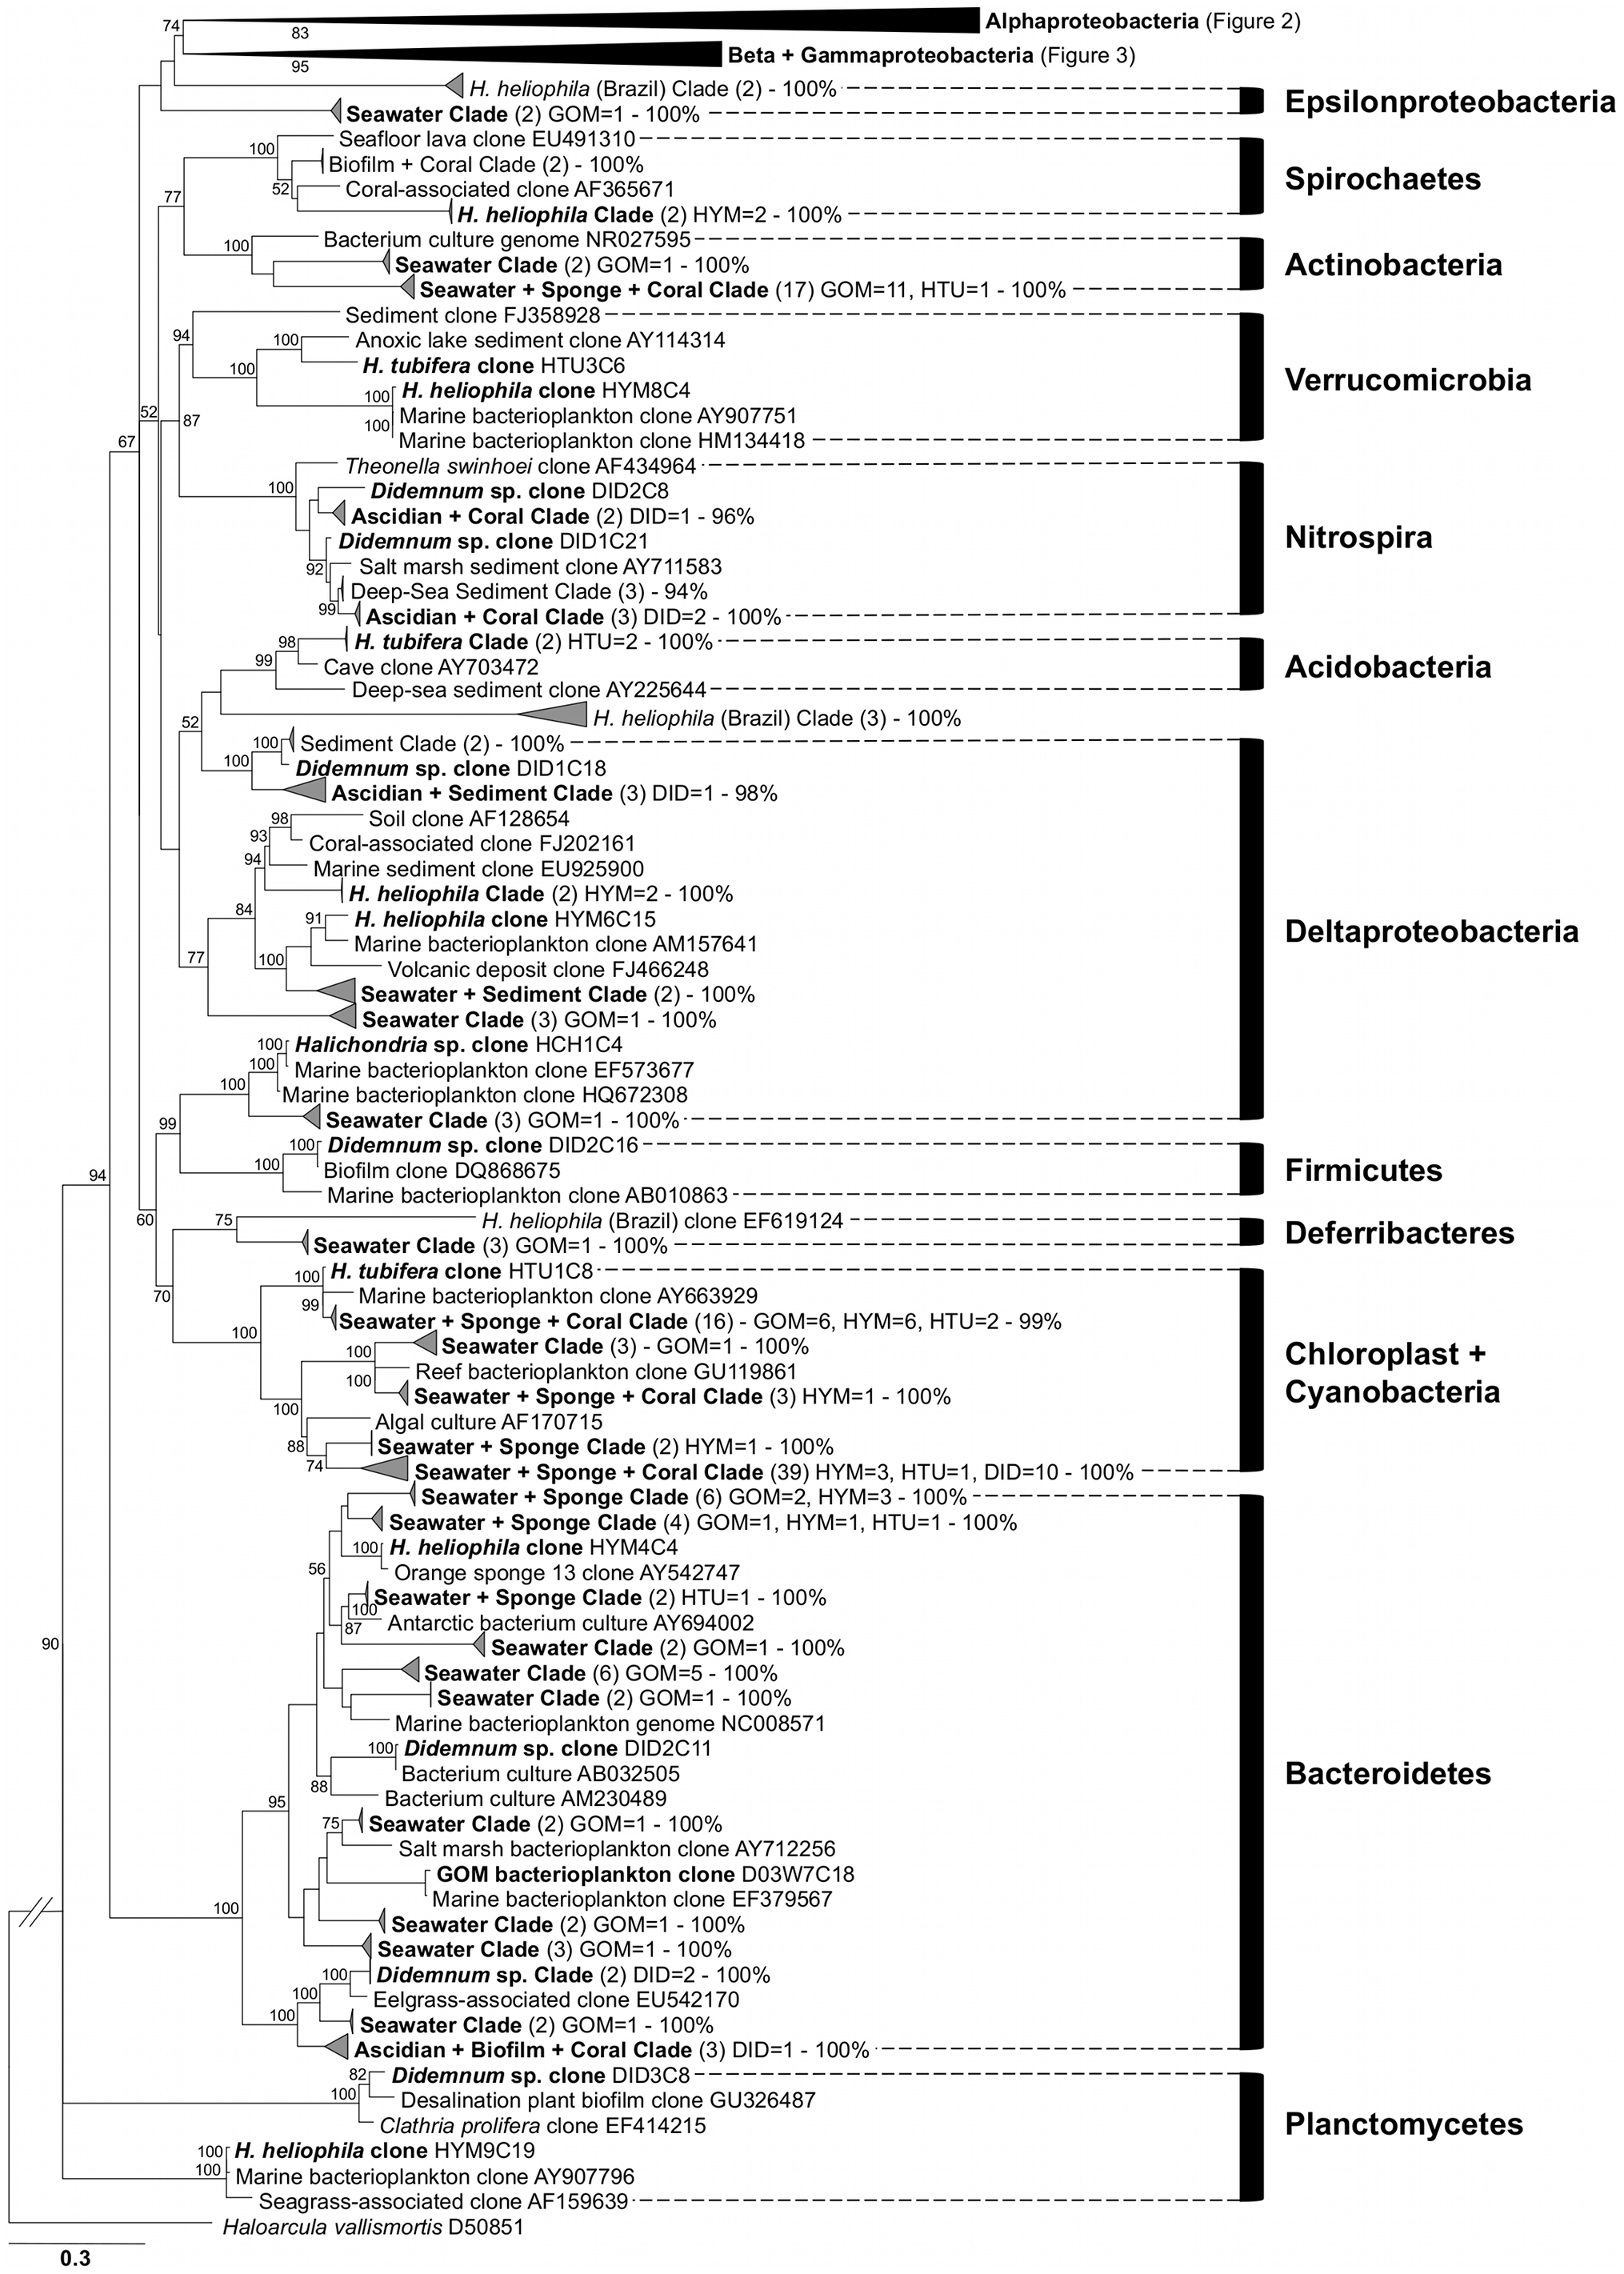 74
83
Alphaproteobacteria (Figure 2)
95
Beta + Gammaproteobacteria (Figure 3)
H. heliophila (Brazil) Clade (2) - 100%
Seawater Clade (2) GOM=1 - 100%
Epsilonproteobacteria
100
Seafloor lava clone EU491310
Biofilm + Coral Clade (2) - 100%
52
Coral-associated clone AF365671
H. heliophila Clade (2) HYM=2 - 100%
Spirochaetes
77
100
Bacterium culture genome NR027595
Seawater Clade (2) GOM=1 - 100%
Seawater + Sponge + Coral Clade (17) GOM=11, HTU=1 - 100%
Actinobacteria
94
Sediment clone FJ358928
100
Anoxic lake sediment clone AY114314
100
H. tubifera clone HTU3C6
100
H. heliophila clone HYM8C4
Marine bacterioplankton clone AY907751
100
Marine bacterioplankton clone HM134418
Verrucomicrobia
52
87
67
100
Theonella swinhoei clone AF434964
Didemnum sp. clone DID2C8
Ascidian + Coral Clade (2) DID=1 - 96%
Didemnum sp. clone DID1C21
92
Salt marsh sediment clone AY711583
Deep-Sea Sediment Clade (3) - 94%
99
Ascidian + Coral Clade (3) DID=2 - 100%
Nitrospira
98
H. tubifera Clade (2) HTU=2 - 100%
99
Cave clone AY703472
Deep-sea sediment clone AY225644
Acidobacteria
H. heliophila (Brazil) Clade (3) - 100%
52
100
Sediment Clade (2) - 100%
100
Didemnum sp. clone DID1C18
Ascidian + Sediment Clade (3) DID=1 - 98%
98
Soil clone AF128654
93
Coral-associated clone FJ202161
94
Marine sediment clone EU925900
H. heliophila Clade (2) HYM=2 - 100%
84
91
H. heliophila clone HYM6C15
Marine bacterioplankton clone AM157641
77
100
Volcanic deposit clone FJ466248
Seawater + Sediment Clade (2) - 100%
Seawater Clade (3) GOM=1 - 100%
100
Halichondria sp. clone HCH1C4
100
Marine bacterioplankton clone EF573677
100
Marine bacterioplankton clone HQ672308
Seawater Clade (3) GOM=1 - 100%
Deltaproteobacteria
99
100
Didemnum sp. clone DID2C16
100
Biofilm clone DQ868675
Marine bacterioplankton clone AB010863
Firmicutes
94
60
75
H. heliophila (Brazil) clone EF619124
Seawater Clade (3) GOM=1 - 100%
Deferribacteres
70
100
H. tubifera clone HTU1C8
Marine bacterioplankton clone AY663929
99
Seawater + Sponge + Coral Clade (16) - GOM=6, HYM=6, HTU=2 - 99%
100
Seawater Clade (3) - GOM=1 - 100%
100
Reef bacterioplankton clone GU119861
100
Seawater + Sponge + Coral Clade (3) HYM=1 - 100%
100
Algal culture AF170715
88
Seawater + Sponge Clade (2) HYM=1 - 100%
74
Seawater + Sponge + Coral Clade (39) HYM=3, HTU=1, DID=10 - 100%
Chloroplast +
Cyanobacteria
Seawater + Sponge Clade (6) GOM=2, HYM=3 - 100%
Seawater + Sponge Clade (4) GOM=1, HYM=1, HTU=1 - 100%
100
H. heliophila clone HYM4C4
56
Orange sponge 13 clone AY542747
Seawater + Sponge Clade (2) HTU=1 - 100%
100
87
Antarctic bacterium culture AY694002
90
Seawater Clade (2) GOM=1 - 100%
Seawater Clade (6) GOM=5 - 100%
Seawater Clade (2) GOM=1 - 100%
Marine bacterioplankton genome NC008571
100
Didemnum sp. clone DID2C11
Bacterium culture AB032505
88
Bacterium culture AM230489
95
75
Seawater Clade (2) GOM=1 - 100%
Salt marsh bacterioplankton clone AY712256
GOM bacterioplankton clone D03W7C18
Marine bacterioplankton clone EF379567
100
Seawater Clade (2) GOM=1 - 100%
Seawater Clade (3) GOM=1 - 100%
100
Didemnum sp. Clade (2) DID=2 - 100%
100
Eelgrass-associated clone EU542170
100
Seawater Clade (2) GOM=1 - 100%
Ascidian + Biofilm + Coral Clade (3) DID=1 - 100%
Bacteroidetes
82
Didemnum sp. clone DID3C8
100
Desalination plant biofilm clone GU326487
Clathria prolifera clone EF414215
100
H. heliophila clone HYM9C19
100
Marine bacterioplankton clone AY907796
Seagrass-associated clone AF159639
Planctomycetes
Haloarcula vallismortis D50851
0.3